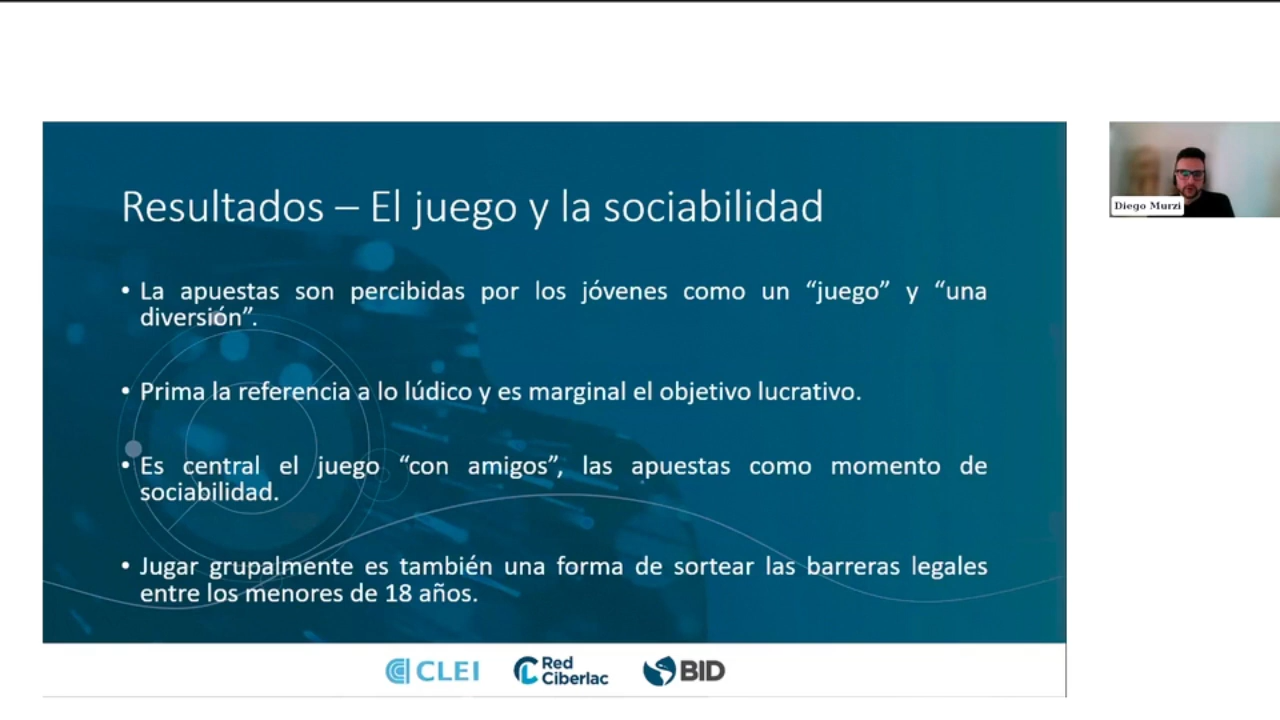 Resultados – El juego y la sociabilidad
• La apuestas son percibidas por los jóvenes como un “juego” y “una
diversión”.
• Prima la referencia a lo lúdico y es marginal el objetivo lucrativo.
• Es central el juego “con amigos”, las apuestas como momento de
sociabilidad.
• Jugar grupalmente es también una forma de sortear las barreras legales
entre los menores de 18 años.
CLEI
Red
Ciberlac
BID
Diego Murzi